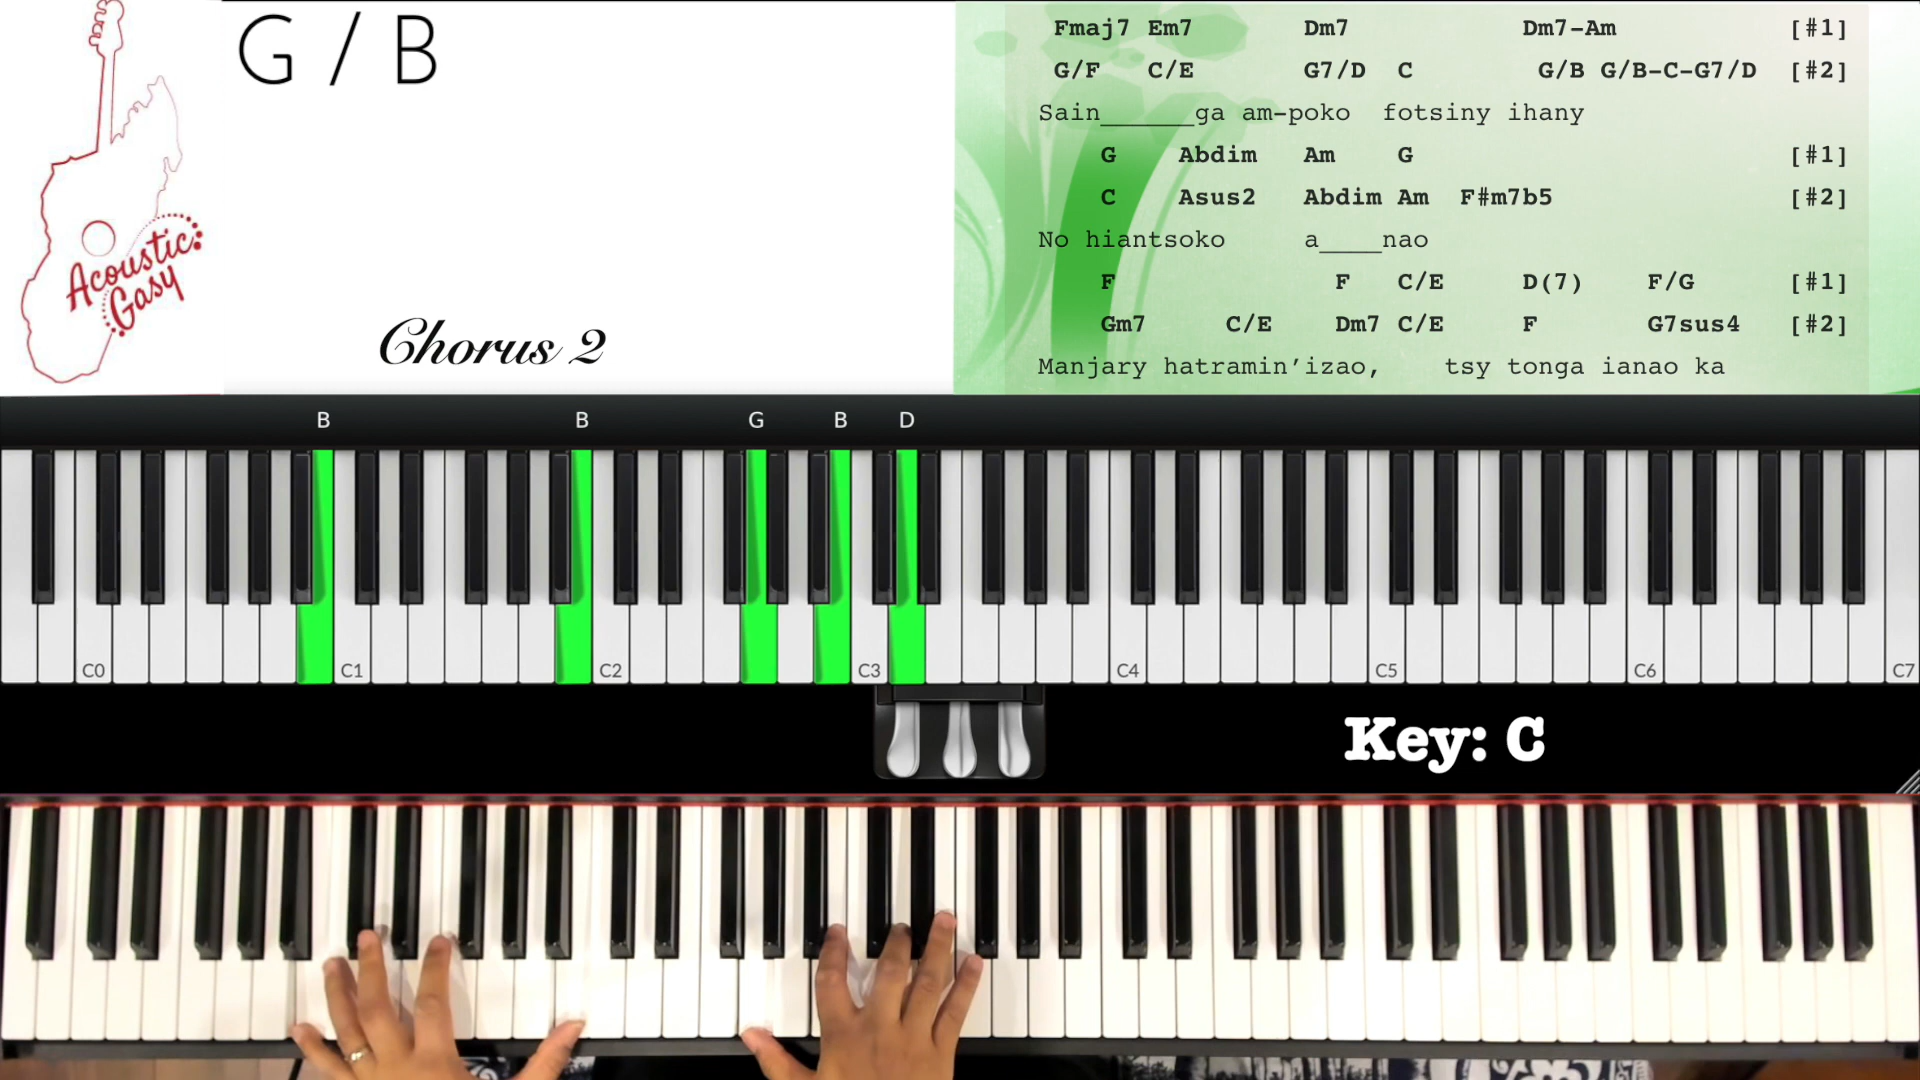 G / B
Acoustic
Gasy
Chorus 2
Fmaj7 Em7 Dm7 Dm7-Am [#1]
G/F C/E G7/D C G/B G/B-C-G7/D [#2]
Sain______ga am-poko fotsiny ihany
G Abdim Am G [#1]
C Asus2 Abdim Am F#m7b5 [#2]
No hiantsoko a____nao
F F C/E D(7) F/G [#1]
Gm7 C/E Dm7 C/E F G7sus4 [#2]
Manjary hatramin’izao, tsy tonga ianao ka
B B G B D
C0 C1 C2 C3 C4 C5 C6 C7
Key: C